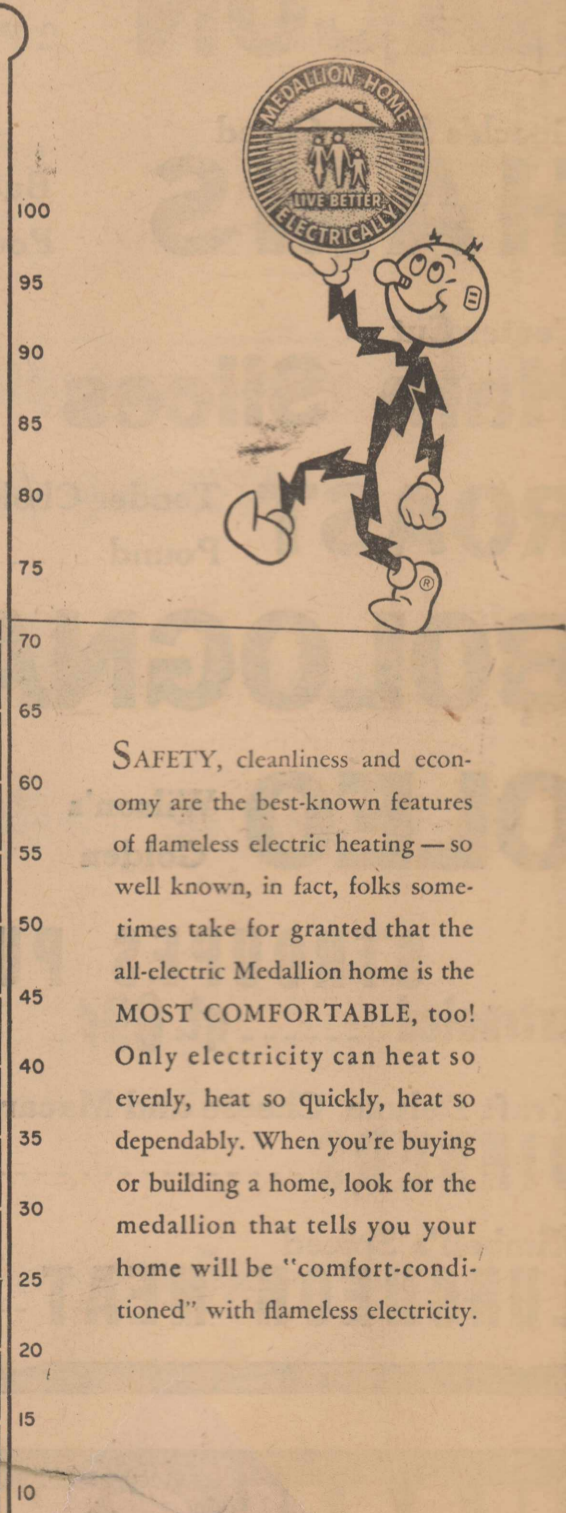 MEDALLION HOME
LIVE BETTER
ELECTRICALLY
®
100
95
90
85
80
75
70
65
60
55
50
45
40
35
30
25
20
15
10
SAFETY, cleanliness and econ-
omy are the best-known features
of flameless electric heating — so
well known, in fact, folks some-
times take for granted that the
all-electric Medallion home is the
MOST COMFORTABLE, too!
Only electricity can heat so
evenly, heat so quickly, heat so
dependably. When you're buying
or building a home, look for the
medallion that tells you your
home will be "comfort-condi-
tioned" with flameless electricity.